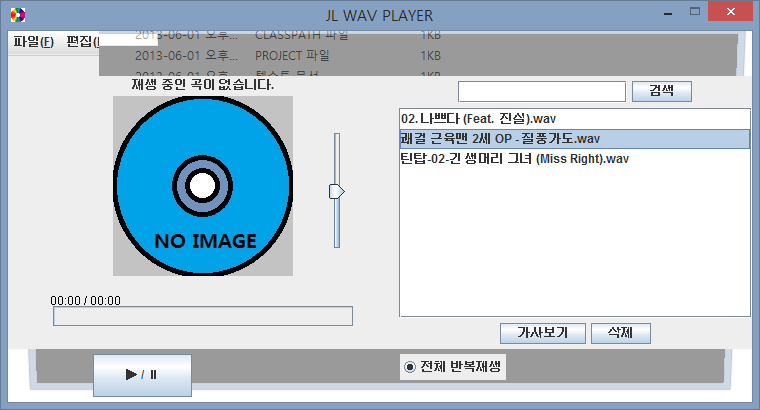 JL WAV PLAYER
파일(F) 편집(
2013-06-01 오후... CLASSPATH 파일 1KB
2013-06-01 오후... PROJECT 파일 1KB
2013-06-01 오후... 텍스트 문서 1KB
재생 중인 곡이 없습니다.
검색
02. 나쁘다 (Feat. 진실).wav
쾌걸 근육맨 2세 OP - 질풍가도.wav
틴탑-02-긴 생머리 그녀 (Miss Right).wav
NO IMAGE
00:00 / 00:00
가사보기 삭제
▶ / II
전체 반복재생